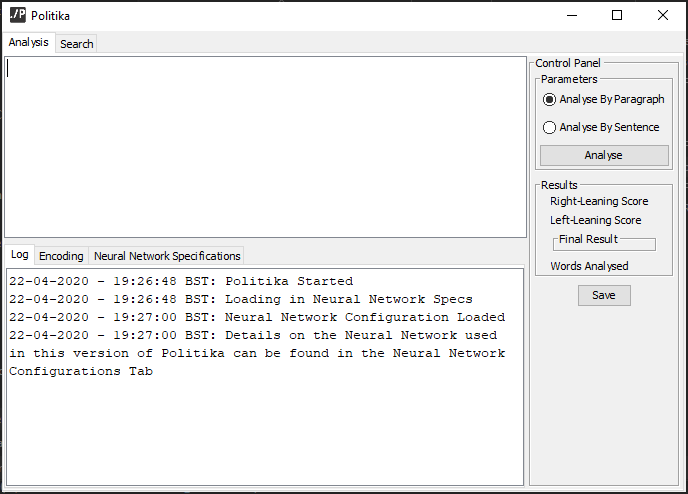 ./P Politika
Analysis Search
Control Panel
Parameters
Analyse By Paragraph
Analyse By Sentence
Analyse
Results
Right-Leaning Score
Left-Leaning Score
Final Result
Words Analysed
Save
Log Encoding Neural Network Specifications
22-04-2020 - 19:26:48 BST: Politika Started
22-04-2020 - 19:26:48 BST: Loading in Neural Network Specs
22-04-2020 - 19:27:00 BST: Neural Network Configuration Loaded
22-04-2020 - 19:27:00 BST: Details on the Neural Network used
in this version of Politika can be found in the Neural Network
Configurations Tab